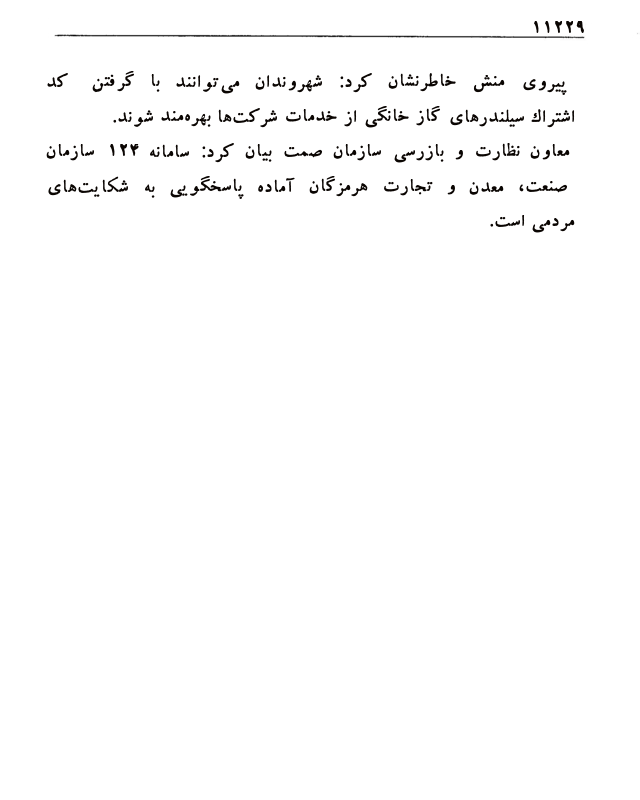 ۱۱۲۲۹
پیروی منش خاطرنشان کرد: شهروندان می‌توانند با گرفتن کد
اشتراك سیلندرهای گاز خانگی از خدمات شرکت‌ها بهره‌مند شوند.
معاون نظارت و بازرسی سازمان صمت بیان کرد: سامانه ۱۲۴ سازمان
صنعت، معدن و تجارت هرمزگان آماده پاسخگویی به شکایت‌های
مردمی است.